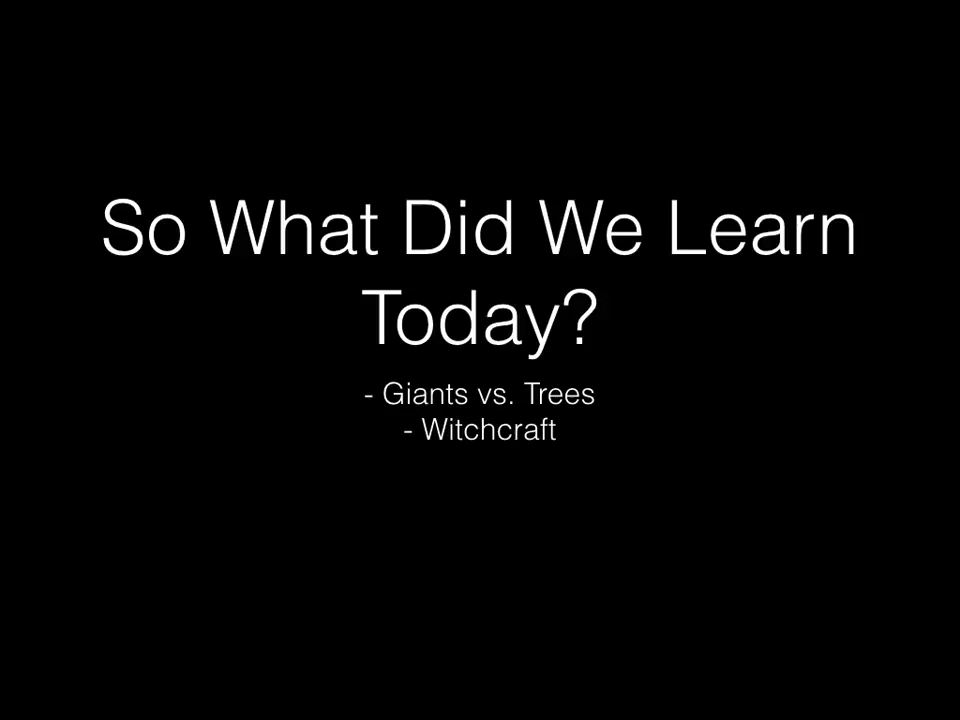 So What Did We Learn
Today?
- Giants vs. Trees
- Witchcraft